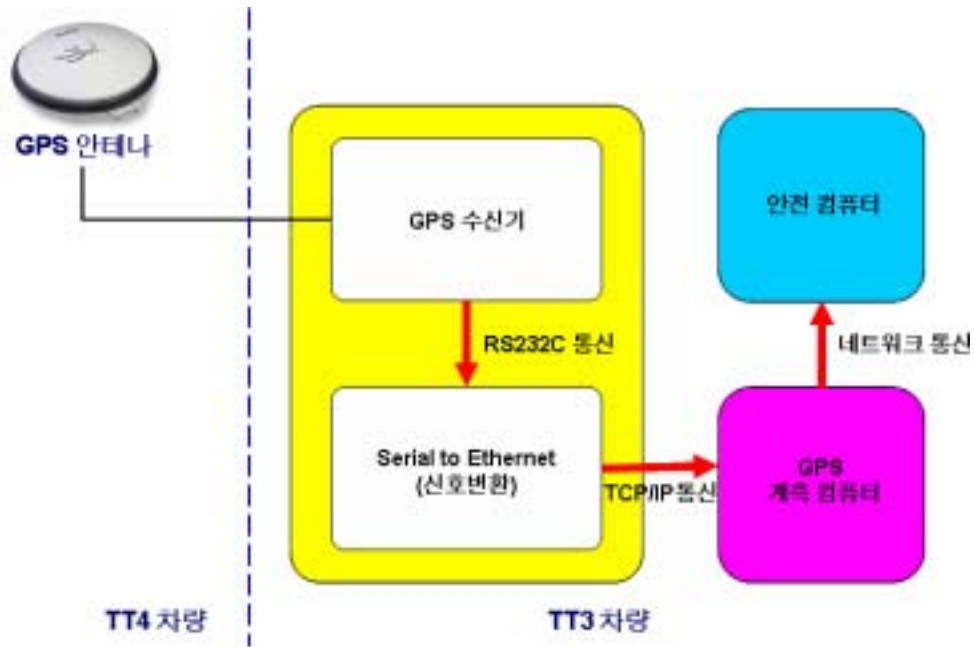 GPS 안테나
GPS 수신기
안전 컴퓨터
RS232C 통신
네트워크 통신
Serial to Ethernet
(신호변환)
TCP/IP통신
GPS
계측 컴퓨터
TT4 차량
TT3 차량